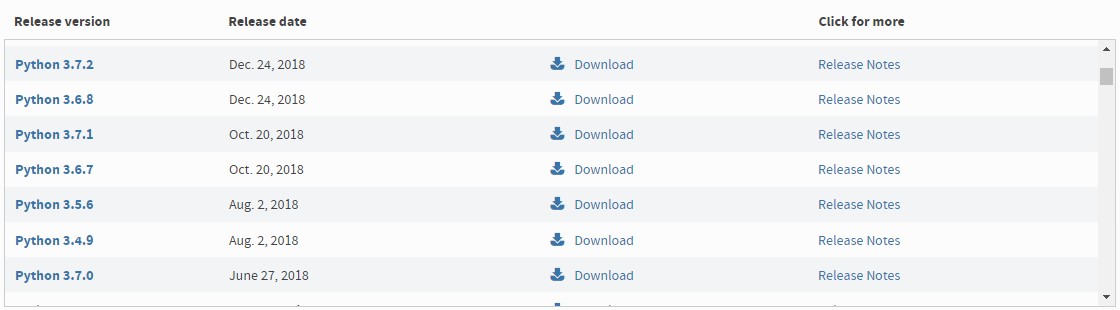 Release version Release date Click for more
Python 3.7.2 Dec. 24, 2018 Download Release Notes
Python 3.6.8 Dec. 24, 2018 Download Release Notes
Python 3.7.1 Oct. 20, 2018 Download Release Notes
Python 3.6.7 Oct. 20, 2018 Download Release Notes
Python 3.5.6 Aug. 2, 2018 Download Release Notes
Python 3.4.9 Aug. 2, 2018 Download Release Notes
Python 3.7.0 June 27, 2018 Download Release Notes